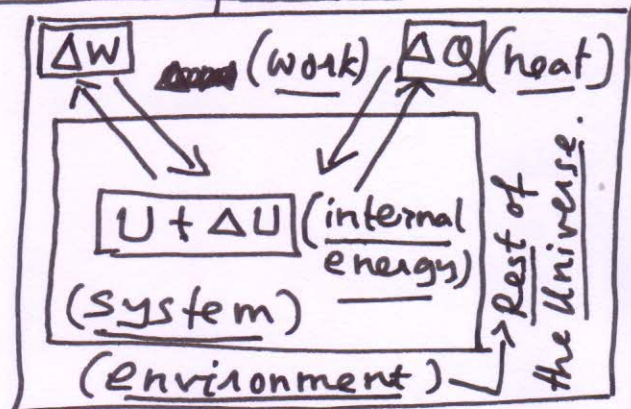 ΔW (work) ΔQ (heat)
U + ΔU (internal
energy)
(system)
(environment)
Rest of
the Universe.